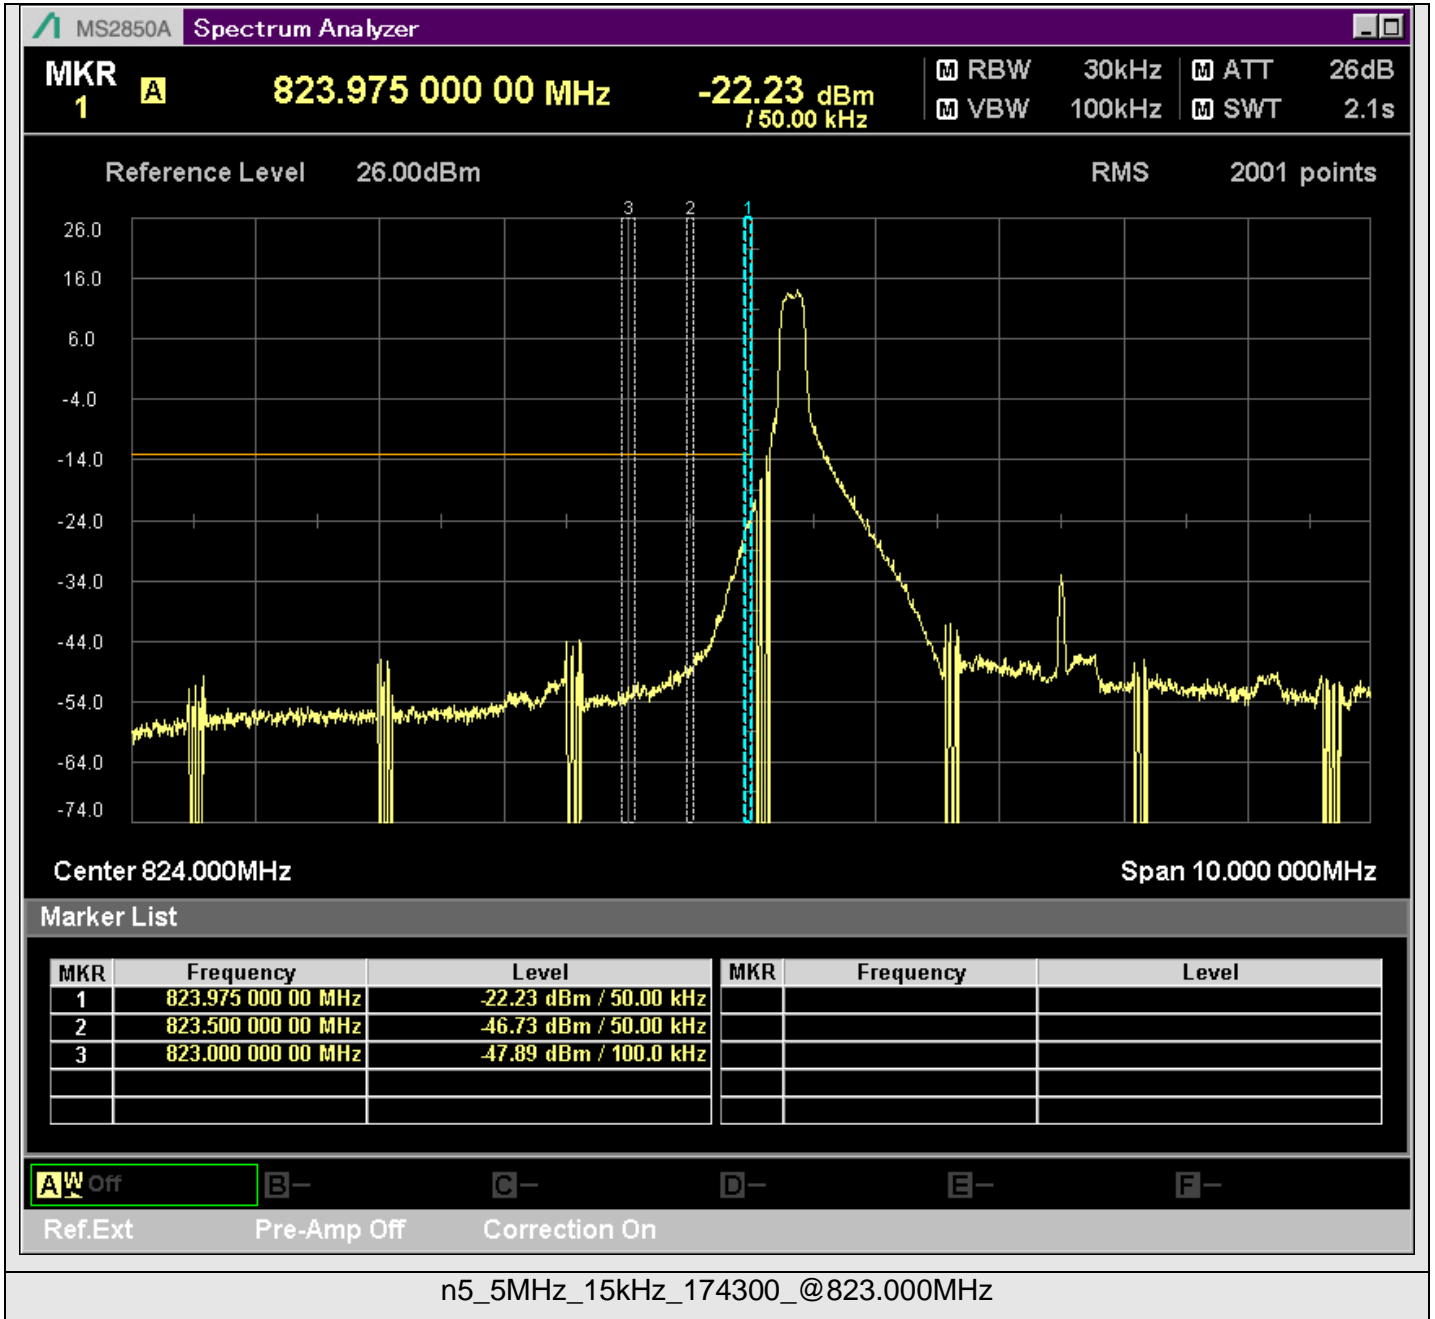 MS2850A Spectrum Analyzer
MKR 1 A 823.975 000 00 MHz -22.23 dBm / 50.00 kHz
M RBW 30kHz M ATT 26dB
M VBW 100kHz M SWT 2.1s
Reference Level 26.00dBm RMS 2001 points
3 2 1
26.0
16.0
6.0
-4.0
-14.0
-24.0
-34.0
-44.0
-54.0
-64.0
-74.0
Center 824.000MHz Span 10.000 000MHz
Marker List
MKR Frequency Level MKR Frequency Level
1 823.975 000 00 MHz -22.23 dBm / 50.00 kHz
2 823.500 000 00 MHz -46.73 dBm / 50.00 kHz
3 823.000 000 00 MHz -47.89 dBm / 100.0 kHz
A W Off B - C - D - E - F -
Ref.Ext Pre-Amp Off Correction On
n5_5MHz_15kHz_174300_@823.000MHz